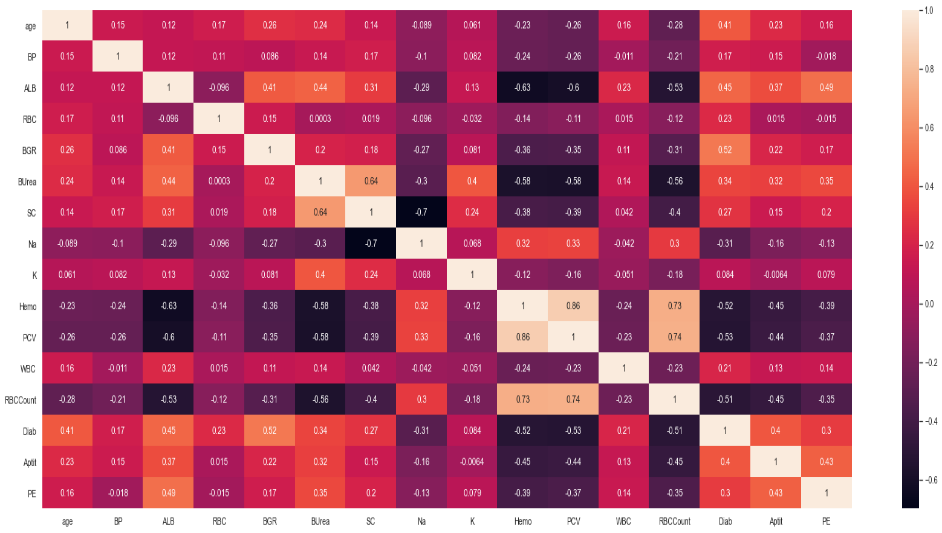 age 1 0.15 0.12 0.17 0.26 0.24 0.14 -0.089 0.061 -0.23 -0.26 0.16 -0.28 0.41 0.23 0.16
BP 0.15 1 0.12 0.11 0.086 0.14 0.17 -0.1 0.082 -0.24 -0.26 -0.011 -0.21 0.17 0.15 -0.018
ALB 0.12 0.12 1 -0.096 0.41 0.44 0.31 -0.29 0.13 -0.63 -0.6 0.23 -0.53 0.45 0.37 0.49
RBC 0.17 0.11 -0.096 1 0.15 0.0003 0.019 -0.096 -0.032 -0.14 -0.11 0.015 -0.12 0.23 0.015 -0.015
BGR 0.26 0.086 0.41 0.15 1 0.2 0.18 -0.27 0.081 -0.36 -0.35 0.11 -0.31 0.52 0.22 0.17
BUrea 0.24 0.14 0.44 0.0003 0.2 1 0.64 -0.3 0.4 -0.58 -0.58 0.14 -0.56 0.34 0.32 0.35
SC 0.14 0.17 0.31 0.019 0.18 0.64 1 -0.7 0.24 -0.38 -0.39 0.042 -0.4 0.27 0.15 0.2
Na -0.089 -0.1 -0.29 -0.096 -0.27 -0.3 -0.7 1 0.068 0.32 0.33 -0.042 0.3 -0.31 -0.16 -0.13
K 0.061 0.082 0.13 -0.032 0.081 0.4 0.24 0.068 1 -0.12 -0.16 -0.051 -0.18 0.084 -0.0064 0.079
Hemo -0.23 -0.24 -0.63 -0.14 -0.36 -0.58 -0.38 0.32 -0.12 1 0.86 -0.24 0.73 -0.52 -0.45 -0.39
PCV -0.26 -0.26 -0.6 -0.11 -0.35 -0.58 -0.39 0.33 -0.16 0.86 1 -0.23 0.74 -0.53 -0.44 -0.37
WBC 0.16 -0.011 0.23 0.015 0.11 0.14 0.042 -0.042 -0.051 -0.24 -0.23 1 -0.23 0.21 0.13 0.14
RBCCount -0.28 -0.21 -0.53 -0.12 -0.31 -0.56 -0.4 0.3 -0.18 0.73 0.74 -0.23 1 -0.51 -0.45 -0.35
Diab 0.41 0.17 0.45 0.23 0.52 0.34 0.27 -0.31 0.084 -0.52 -0.53 0.21 -0.51 1 0.4 0.3
Aptit 0.23 0.15 0.37 0.015 0.22 0.32 0.15 -0.16 -0.0064 -0.45 -0.44 0.13 -0.45 0.4 1 0.43
PE 0.16 -0.018 0.49 -0.015 0.17 0.35 0.2 -0.13 0.079 -0.39 -0.37 0.14 -0.35 0.3 0.43 1
age BP ALB RBC BGR BUrea SC Na K Hemo PCV WBC RBCCount Diab Aptit PE
1.0
0.8
0.6
0.4
0.2
0.0
-0.2
-0.4
-0.6